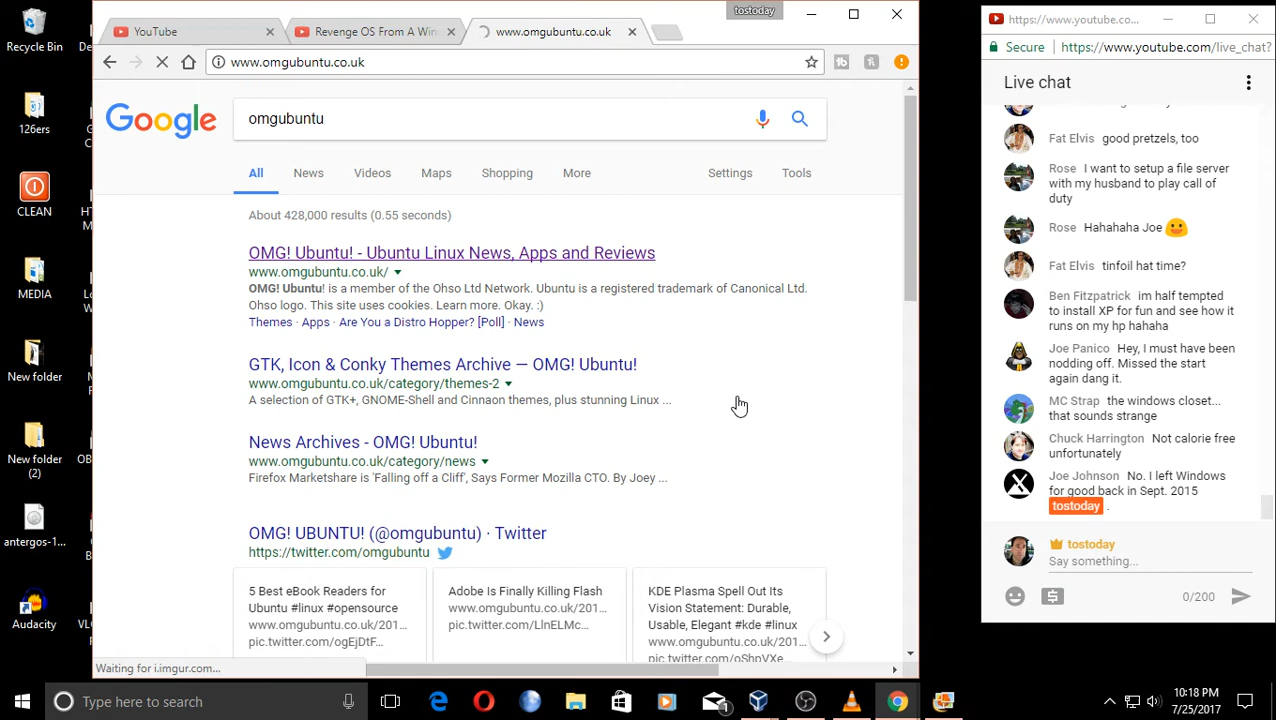 Recycle Bin
126ers
CLEAN
MEDIA
New folder
New folder
(2)
antergos-1...
Audacity
tostoday
YouTube
Revenge OS From A Win
www.omgubuntu.co.uk
www.omgubuntu.co.uk
Google
omgubuntu
All
News
Videos
Maps
Shopping
More
Settings
Tools
About 428,000 results (0.55 seconds)
OMG! Ubuntu! - Ubuntu Linux News, Apps and Reviews
www.omgubuntu.co.uk/
OMG! Ubuntu! is a member of the Ohso Ltd Network. Ubuntu is a registered trademark of Canonical Ltd.
Ohso logo. This site uses cookies. Learn more. Okay. :)
Themes · Apps · Are You a Distro Hopper? [Poll] · News
GTK, Icon & Conky Themes Archive — OMG! Ubuntu!
www.omgubuntu.co.uk/category/themes-2
A selection of GTK+, GNOME-Shell and Cinnaon themes, plus stunning Linux ...
News Archives - OMG! Ubuntu!
www.omgubuntu.co.uk/category/news
Firefox Marketshare is 'Falling off a Cliff', Says Former Mozilla CTO. By Joey ...
OMG! UBUNTU! (@omgubuntu) · Twitter
https://twitter.com/omgubuntu
5 Best eBook Readers for
Ubuntu #linux #opensource
www.omgubuntu.co.uk/207...
pic.twitter.com/ogEjDtF...
Adobe Is Finally Killing Flash
www.omgubuntu.co.uk/201...
pic.twitter.com/LlnELMc...
KDE Plasma Spell Out Its
Vision Statement: Durable,
Usable, Elegant #kde #linux
www.omgubuntu.co.uk/201...
pic.twitter.com/oShpVXe...
Waiting for i.imgur.com...
https://www.youtube.co...
Secure
https://www.youtube.com/live_chat?
Live chat
Fat Elvis good pretzels, too
Rose I want to setup a file server
with my husband to play call of
duty
Rose Hahahaha Joe
Fat Elvis tinfoil hat time?
Ben Fitzpatrick im half tempted
to install XP for fun and see how it
runs on my hp hahaha
Joe Panico Hey, I must have been
nodding off. Missed the start
again dang it.
MC Strap the windows closet...
that sounds strange
Chuck Harrington Not calorie free
unfortunately
Joe Johnson No. I left Windows
for good back in Sept. 2015
tostoday .
tostoday
Say something...
0/200
Type here to search
1
10:18 PM
7/25/2017